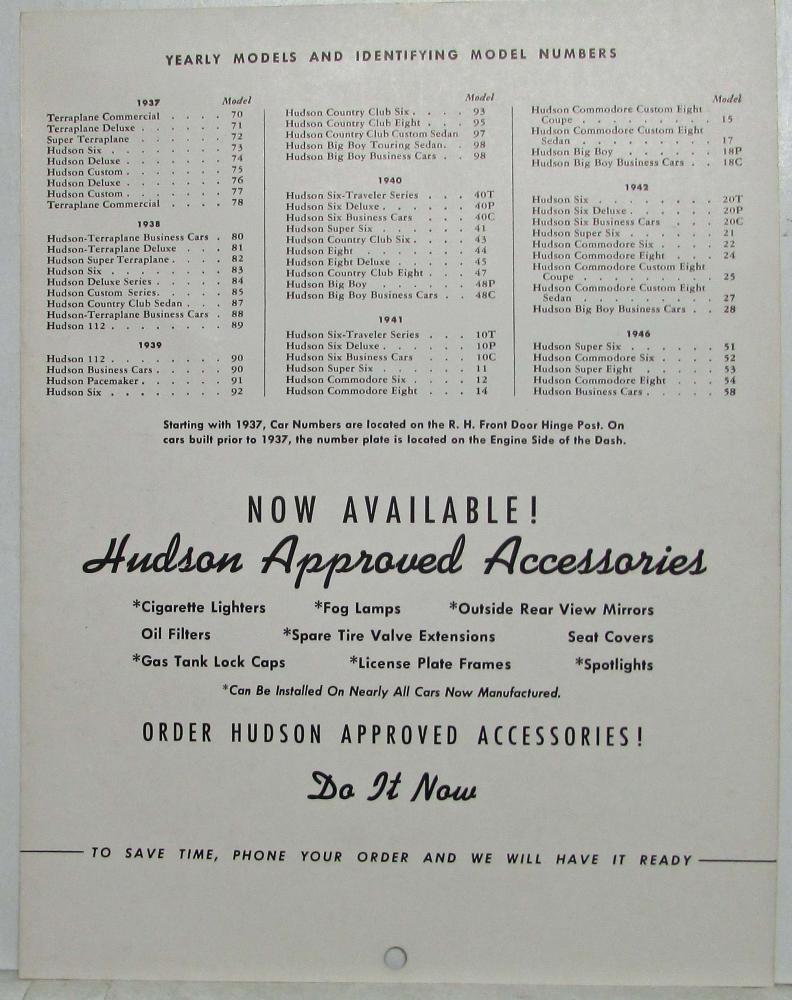 YEARLY MODELS AND IDENTIFYING MODEL NUMBERS
1937 Model
Terraplane Commercial . . . . 70
Terraplane Deluxe . . . . . . 71
Super Terraplane . . . . . . 72
Hudson Six . . . . . . . . 73
Hudson Deluxe . . . . . . . 74
Hudson Custom . . . . . . . 75
Hudson Deluxe . . . . . . . 76
Hudson Custom . . . . . . . 77
Terraplane Commercial . . . . 78
1938
Hudson-Terraplane Business Cars . 80
Hudson-Terraplane Deluxe . . . 81
Hudson Super Terraplane . . . . 82
Hudson Six . . . . . . . . 83
Hudson Deluxe Series . . . . . 84
Hudson Custom Series . . . . . 85
Hudson Country Club Sedan . . . 87
Hudson-Terraplane Business Cars . 88
Hudson 112 . . . . . . . . 89
1939
Hudson 112 . . . . . . . . 90
Hudson Business Cars . . . . . 90
Hudson Pacemaker . . . . . . 91
Hudson Six . . . . . . . . 92
Model
Hudson Country Club Six . . . . 93
Hudson Country Club Eight . . . 95
Hudson Country Club Custom Sedan 97
Hudson Big Boy Touring Sedan . . 98
Hudson Big Boy Business Cars . . 98
1940
Hudson Six-Traveler Series . . . 40T
Hudson Six Deluxe . . . . . . 40P
Hudson Six Business Cars . . . 40C
Hudson Super Six . . . . . . 41
Hudson Country Club Six . . . . 43
Hudson Eight . . . . . . . 44
Hudson Eight Deluxe . . . . . 45
Hudson Country Club Eight . . . 47
Hudson Big Boy . . . . . . 48P
Hudson Big Boy Business Cars . . 48C
1941
Hudson Six-Traveler Series . . . 10T
Hudson Six Deluxe . . . . . . 10P
Hudson Six Business Cars . . . 10C
Hudson Super Six . . . . . . 11
Hudson Commodore Six . . . . 12
Hudson Commodore Eight . . . 14
Model
Hudson Commodore Custom Eight
Coupe . . . . . . . . . 15
Hudson Commodore Custom Eight
Sedan . . . . . . . . . 17
Hudson Big Boy . . . . . . 18P
Hudson Big Boy Business Cars . . 18C
1942
Hudson Six . . . . . . . . 20T
Hudson Six Deluxe . . . . . . 20P
Hudson Six Business Cars . . . 20C
Hudson Super Six . . . . . . 21
Hudson Commodore Six . . . . 22
Hudson Commodore Eight . . . 24
Hudson Commodore Custom Eight
Coupe . . . . . . . . . 25
Hudson Commodore Custom Eight
Sedan . . . . . . . . . 27
Hudson Big Boy Business Cars . . 28
1946
Hudson Super Six . . . . . . 51
Hudson Commodore Six . . . . 52
Hudson Super Eight . . . . . 53
Hudson Commodore Eight . . . 54
Hudson Business Cars . . . . . 58
Starting with 1937, Car Numbers are located on the R. H. Front Door Hinge Post. On
cars built prior to 1937, the number plate is located on the Engine Side of the Dash.
NOW AVAILABLE!
Hudson Approved Accessories
*Cigarette Lighters *Fog Lamps *Outside Rear View Mirrors
Oil Filters *Spare Tire Valve Extensions Seat Covers
*Gas Tank Lock Caps *License Plate Frames *Spotlights
*Can Be Installed On Nearly All Cars Now Manufactured.
ORDER HUDSON APPROVED ACCESSORIES!
Do It Now
TO SAVE TIME, PHONE YOUR ORDER AND WE WILL HAVE IT READY